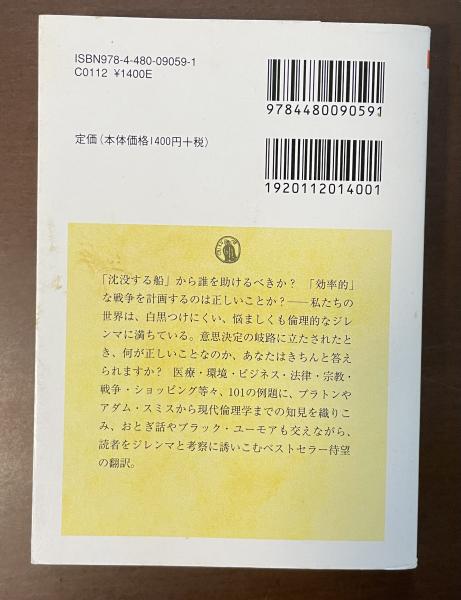 ISBN978-4-480-09059-1
C0112 ¥1400E
9784480090591
定価(本体価格1400円+税)
1920112014001
「沈没する船」から誰を助けるべきか? 「効率的」
な戦争を計画するのは正しいことか?——私たちの
世界は、白黒つけにくい、悩ましくも倫理的なジレ
ンマに満ちている。意思決定の岐路に立たされたと
き、何が正しいことなのか、あなたはきちんと答え
られますか? 医療・環境・ビジネス・法律・宗教・
戦争・ショッピング等々、101の例題に、プラトンや
アダム・スミスから現代倫理学までの知見を織りこ
み、おとぎ話やブラック・ユーモアも交えながら、
読者をジレンマと考察に誘いこむベストセラー待望
の翻訳。